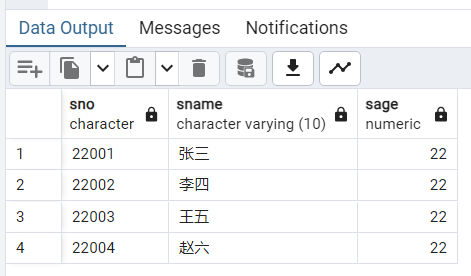 Data Output Messages Notifications
sno sname sage
character character varying (10) numeric
1 22001 张三 22
2 22002 李四 22
3 22003 王五 22
4 22004 赵六 22